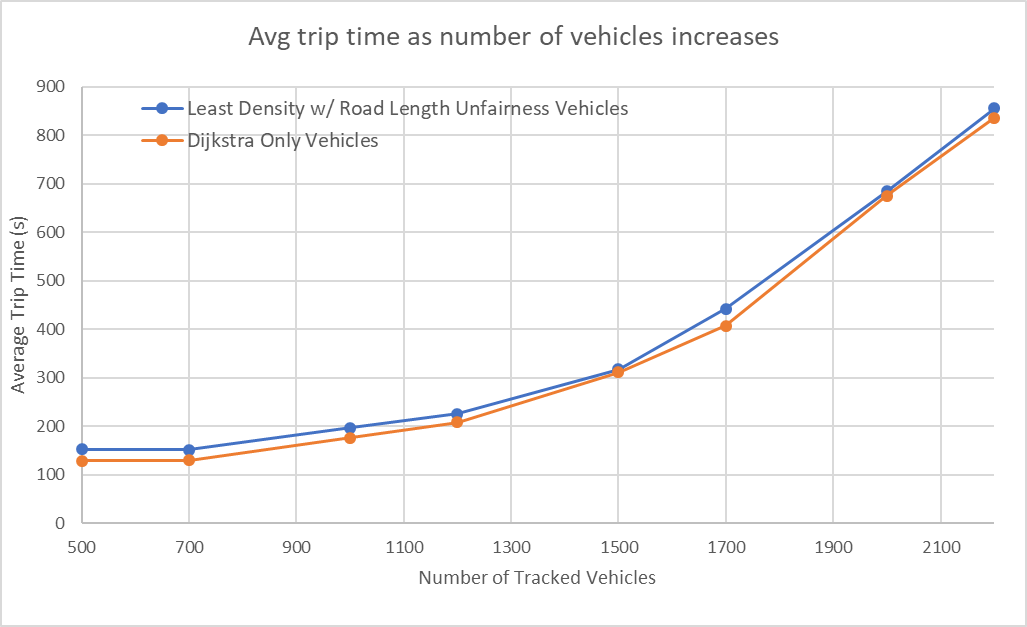 Avg trip time as number of vehicles increases
Least Density w/ Road Length Unfairness Vehicles
Dijkstra Only Vehicles
900
800
700
600
500
400
300
200
100
0
Average Trip Time (s)
500 700 900 1100 1300 1500 1700 1900 2100
Number of Tracked Vehicles